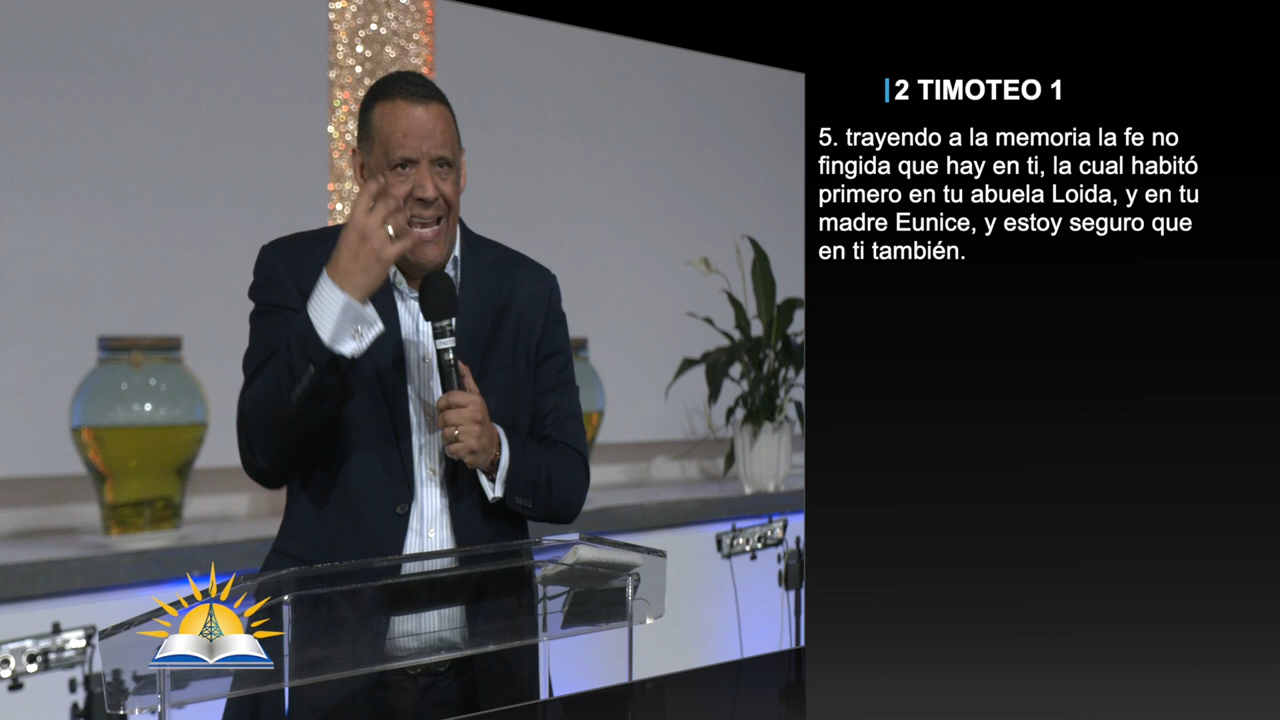 2 TIMOTEO 1
5. trayendo a la memoria la fe no
fingida que hay en ti, la cual habitó
primero en tu abuela Loida, y en tu
madre Eunice, y estoy seguro que
en ti también.